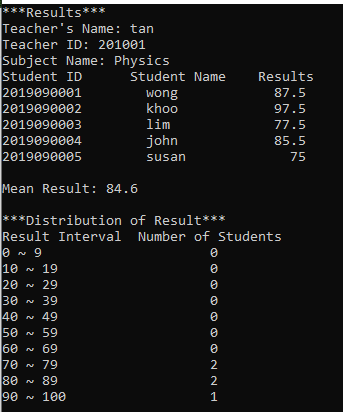 ***Results***
Teacher's Name: tan
Teacher ID: 201001
Subject Name: Physics
Student ID      Student Name    Results
2019090001        wong            87.5
2019090002        khoo            97.5
2019090003        lim             77.5
2019090004        john            85.5
2019090005        susan             75

Mean Result: 84.6

***Distribution of Result***
Result Interval  Number of Students
0 ~ 9                     0
10 ~ 19                   0
20 ~ 29                   0
30 ~ 39                   0
40 ~ 49                   0
50 ~ 59                   0
60 ~ 69                   0
70 ~ 79                   2
80 ~ 89                   2
90 ~ 100                  1